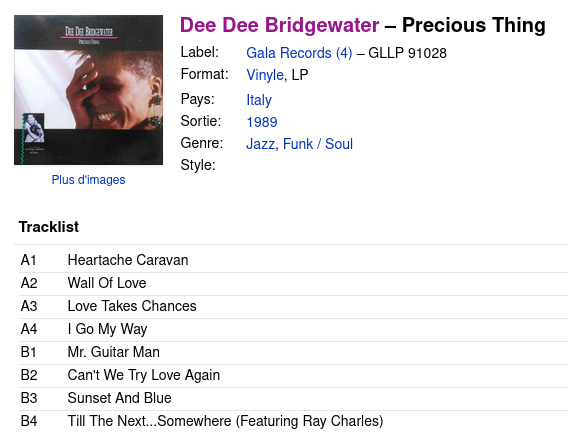 DEE DEE BRIDGEWATER
PRECIOUS THING
Dee Dee Bridgewater – Precious Thing
Label: Gala Records (4) – GLLP 91028
Format: Vinyle, LP
Pays: Italy
Sortie: 1989
Genre: Jazz, Funk / Soul
Style:
Plus d'images
Tracklist
A1 Heartache Caravan
A2 Wall Of Love
A3 Love Takes Chances
A4 I Go My Way
B1 Mr. Guitar Man
B2 Can't We Try Love Again
B3 Sunset And Blue
B4 Till The Next...Somewhere (Featuring Ray Charles)